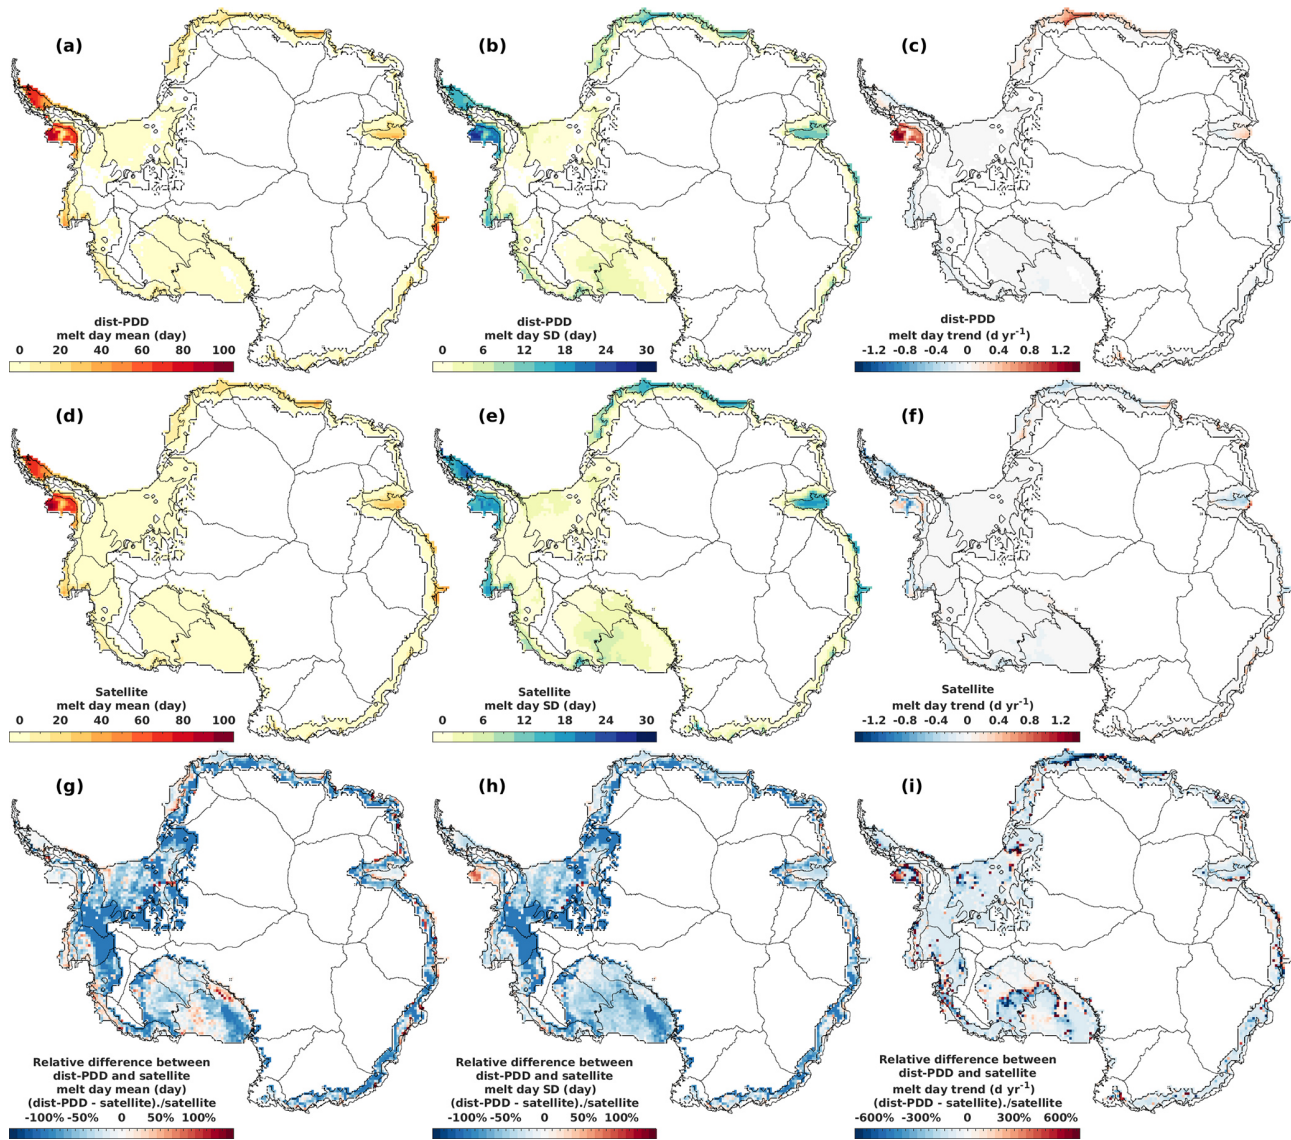 (a)
dist-PDD
melt day mean (day)
0 20 40 60 80 100
(b)
dist-PDD
melt day SD (day)
0 6 12 18 24 30
(c)
dist-PDD
melt day trend (d yr-1)
-1.2 -0.8 -0.4 0 0.4 0.8 1.2
(d)
Satellite
melt day mean (day)
0 20 40 60 80 100
(e)
Satellite
melt day SD (day)
0 6 12 18 24 30
(f)
Satellite
melt day trend (d yr-1)
-1.2 -0.8 -0.4 0 0.4 0.8 1.2
(g)
Relative difference between
dist-PDD and satellite
melt day mean (day)
(dist-PDD - satellite)./satellite
-100% -50% 0 50% 100%
(h)
Relative difference between
dist-PDD and satellite
melt day SD (day)
(dist-PDD - satellite)./satellite
-100% -50% 0 50% 100%
(i)
Relative difference between
dist-PDD and satellite
melt day trend (d yr-1)
(dist-PDD - satellite)./satellite
-600% -300% 0 300% 600%